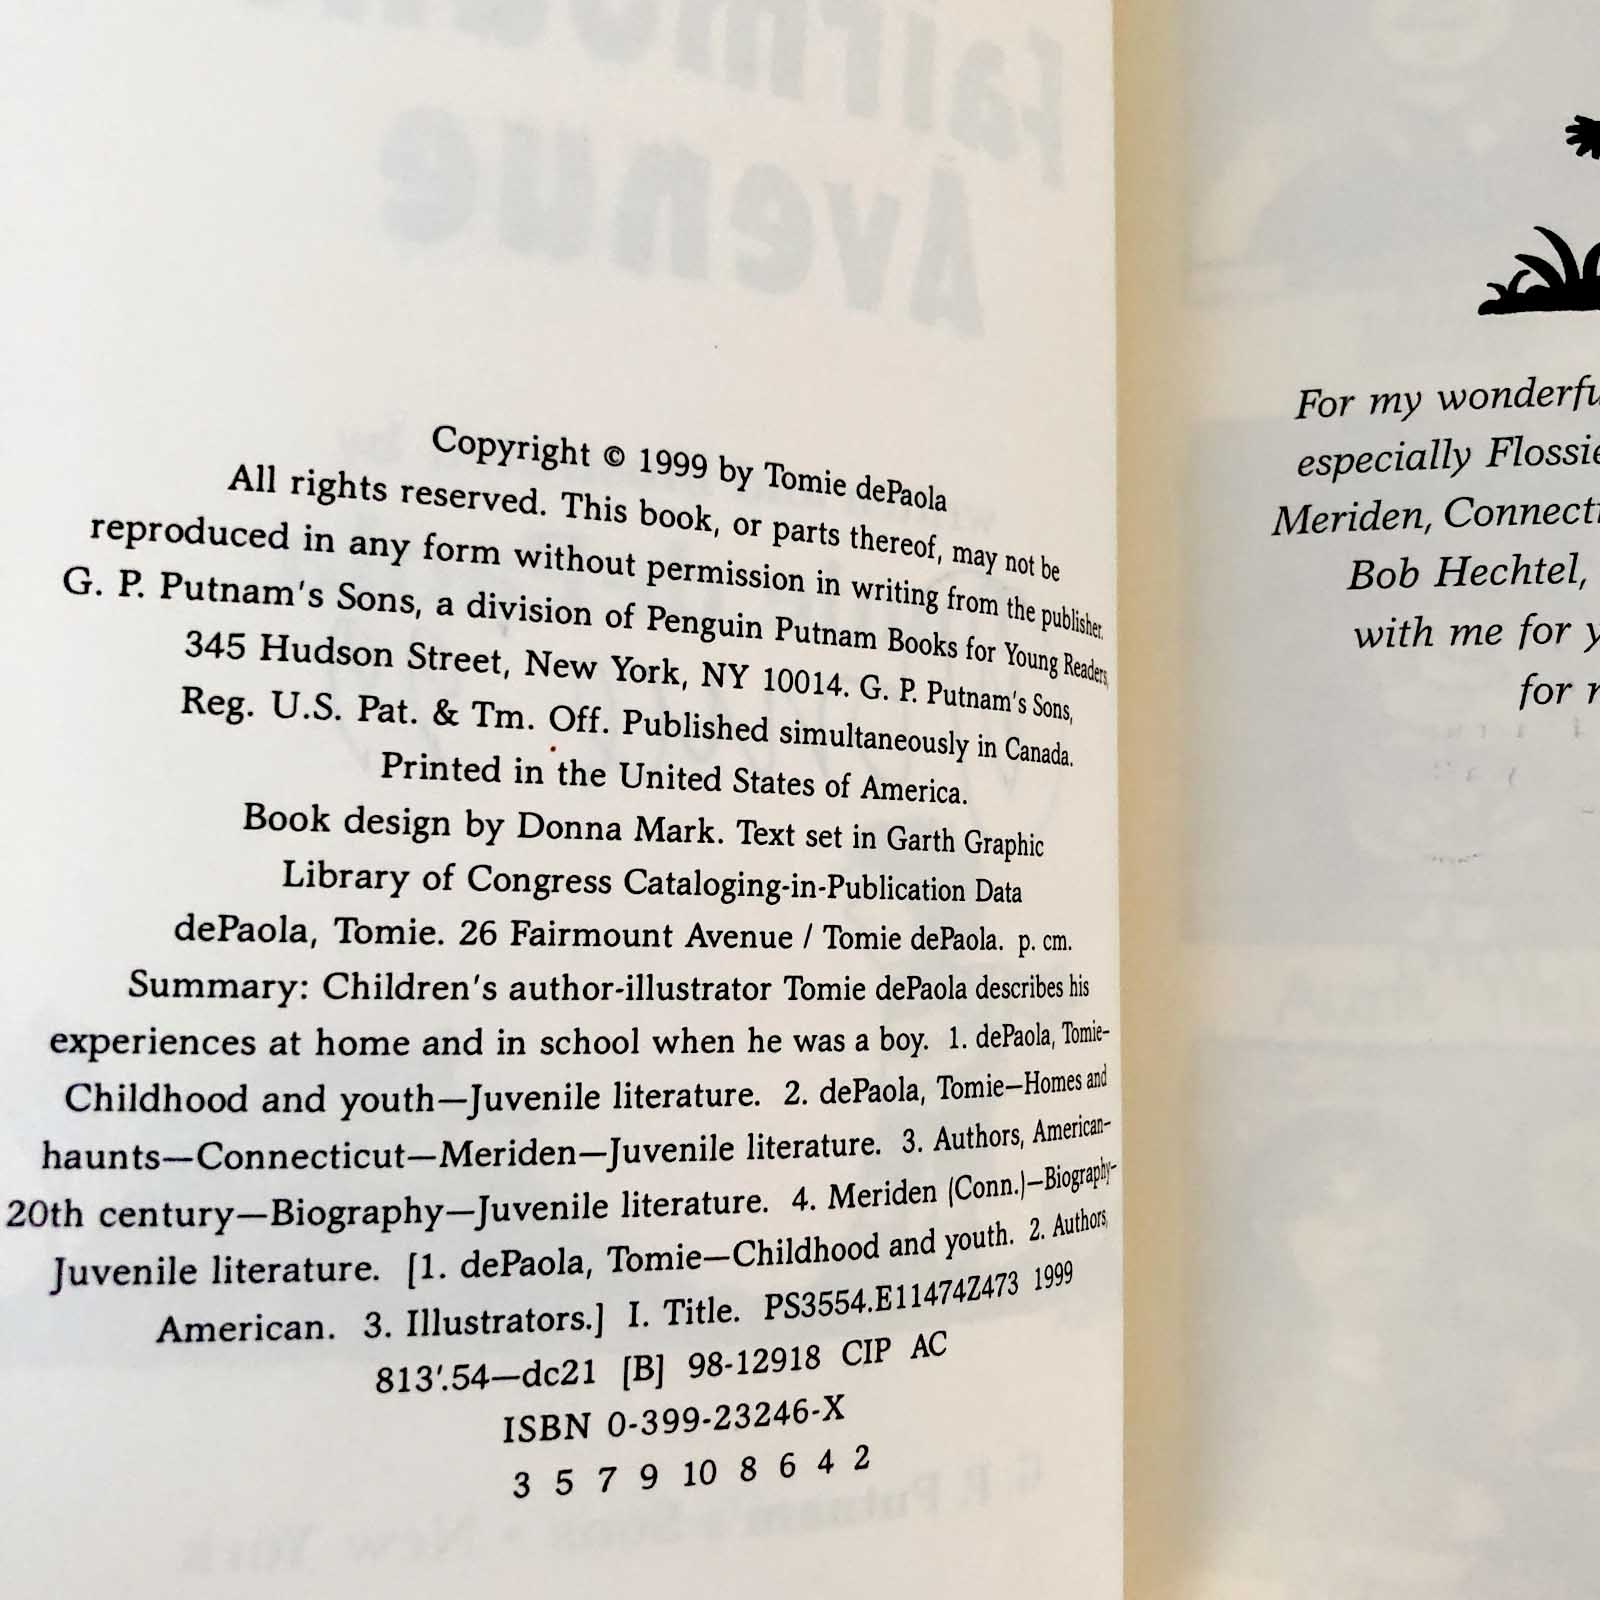 Copyright © 1999 by Tomie dePaola
All rights reserved. This book, or parts thereof, may not be
reproduced in any form without permission in writing from the publisher.
G. P. Putnam's Sons, a division of Penguin Putnam Books for Young Readers,
345 Hudson Street, New York, NY 10014. G. P. Putnam's Sons,
Reg. U.S. Pat. & Tm. Off. Published simultaneously in Canada.
Printed in the United States of America.
Book design by Donna Mark. Text set in Garth Graphic
Library of Congress Cataloging-in-Publication Data
dePaola, Tomie. 26 Fairmount Avenue / Tomie dePaola. p. cm.
Summary: Children's author-illustrator Tomie dePaola describes his
experiences at home and in school when he was a boy. 1. dePaola, Tomie–
Childhood and youth—Juvenile literature. 2. dePaola, Tomie—Homes and
haunts—Connecticut—Meriden—Juvenile literature. 3. Authors, American–
20th century—Biography—Juvenile literature. 4. Meriden (Conn.)—Biography–
Juvenile literature. [1. dePaola, Tomie—Childhood and youth. 2. Authors,
American. 3. Illustrators.] I. Title. PS3554.E11474Z473 1999
813'.54—dc21 [B] 98-12918 CIP AC
ISBN 0-399-23246-X
3 5 7 9 10 8 6 4 2
For my wonderfu
especially Flossie
Meriden, Connecti
Bob Hechtel,
with me for y
for
Avenue
G. P. Putnam's Sons • New York